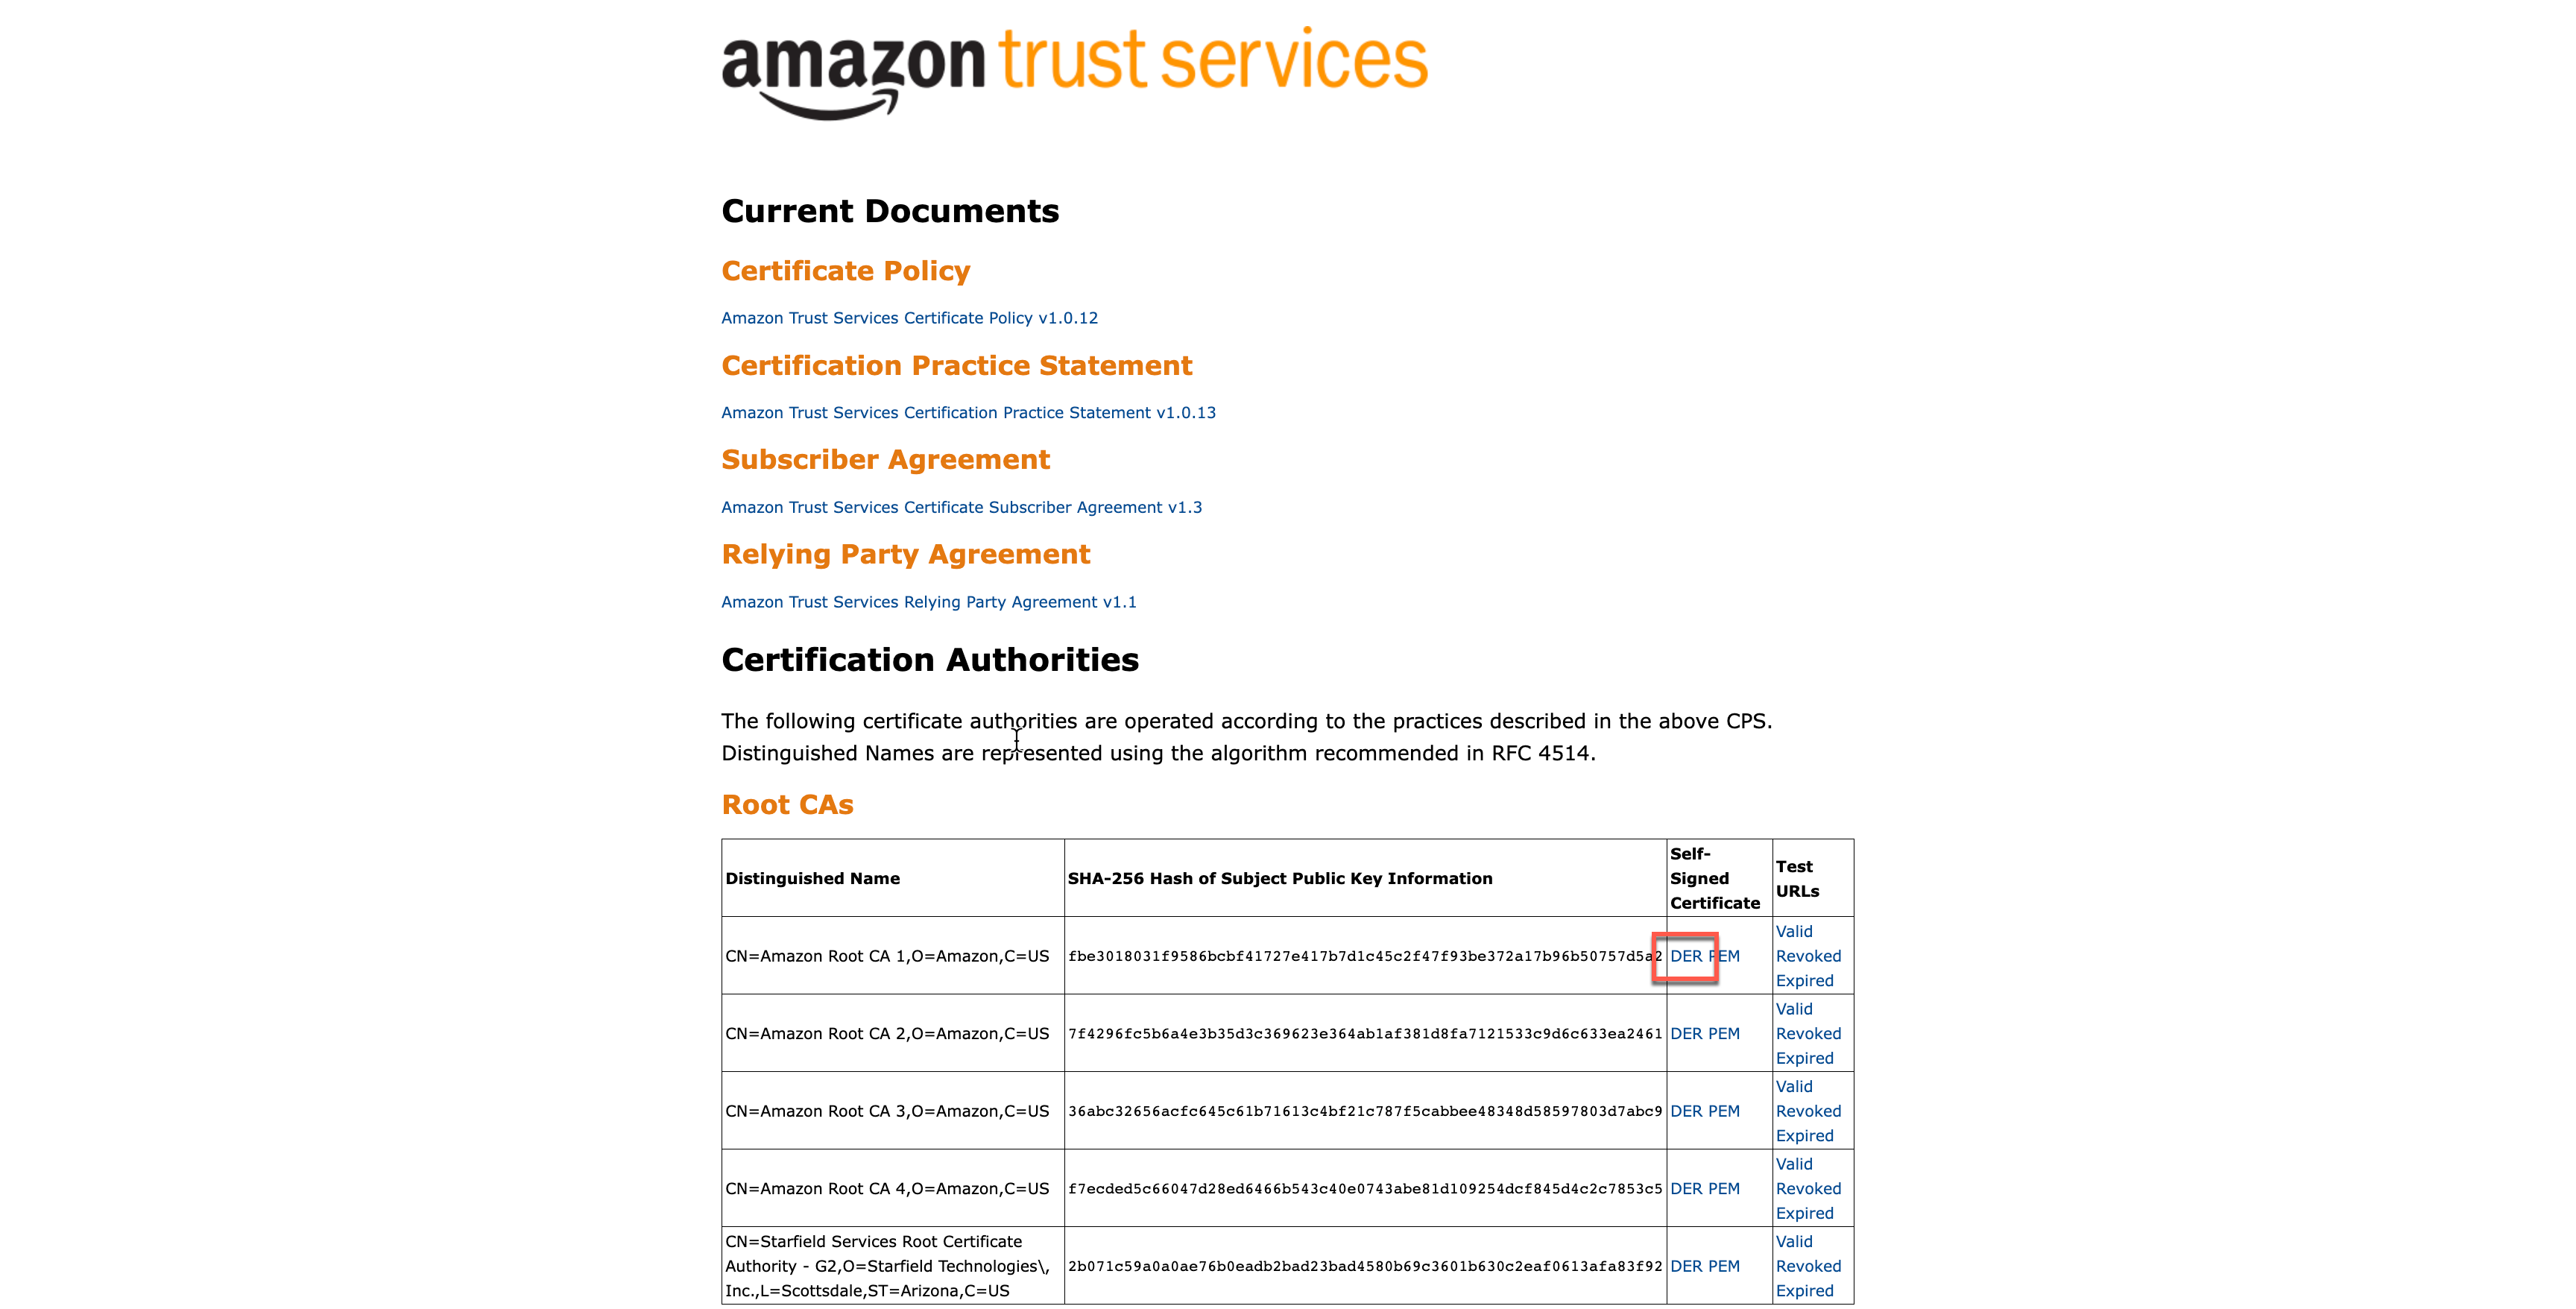 amazon trust services
Current Documents
Certificate Policy
Amazon Trust Services Certificate Policy v1.0.12
Certification Practice Statement
Amazon Trust Services Certification Practice Statement v1.0.13
Subscriber Agreement
Amazon Trust Services Certificate Subscriber Agreement v1.3
Relying Party Agreement
Amazon Trust Services Relying Party Agreement v1.1
Certification Authorities
The following certificate authorities are operated according to the practices described in the above CPS.
Distinguished Names are represented using the algorithm recommended in RFC 4514.
Root CAs
Distinguished Name
SHA-256 Hash of Subject Public Key Information
Self-
Signed
Certificate
Test
URLs
CN=Amazon Root CA 1,O=Amazon,C=US
fbe3018031f9586bcbf41727e417b7d1c45c2f47f93be372a17b96b50757d5a2
DER PEM
Valid
Revoked
Expired
CN=Amazon Root CA 2,O=Amazon,C=US
7f4296fc5b6a4e3b35d3c369623e364ab1af381d8fa7121533c9d6c633ea2461
DER PEM
Valid
Revoked
Expired
CN=Amazon Root CA 3,O=Amazon,C=US
36abc32656acfc645c61b71613c4bf21c787f5cabbee48348d58597803d7abc9
DER PEM
Valid
Revoked
Expired
CN=Amazon Root CA 4,O=Amazon,C=US
f7ecded5c66047d28ed6466b543c40e0743abe81d109254dcf845d4c2c7853c5
DER PEM
Valid
Revoked
Expired
CN=Starfield Services Root Certificate
Authority - G2,O=Starfield Technologies\,
Inc.,L=Scottsdale,ST=Arizona,C=US
2b071c59a0a0ae76b0eadb2bad23bad4580b69c3601b630c2eaf0613afa83f92
DER PEM
Valid
Revoked
Expired